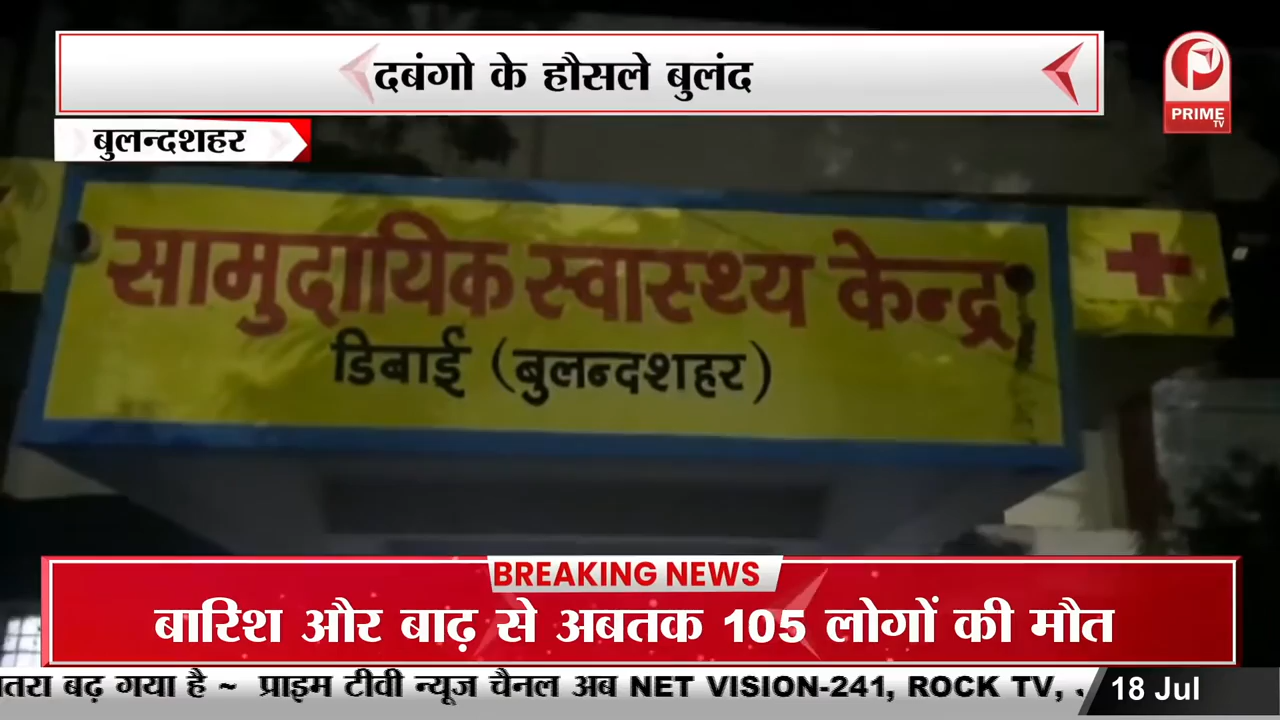 दबंगो के हौसले बुलंद
PRIME
TV
बुलन्दशहर
सामुदायिक स्वास्थ्य केन्द्र
डिबाई (बुलन्दशहर)
BREAKING NEWS
बारिश और बाढ़ से अबतक 105 लोगों की मौत
बढ़ गया है ~ प्राइम टीवी न्यूज चैनल अब NET VISION-241, ROCK TV,
18 Jul